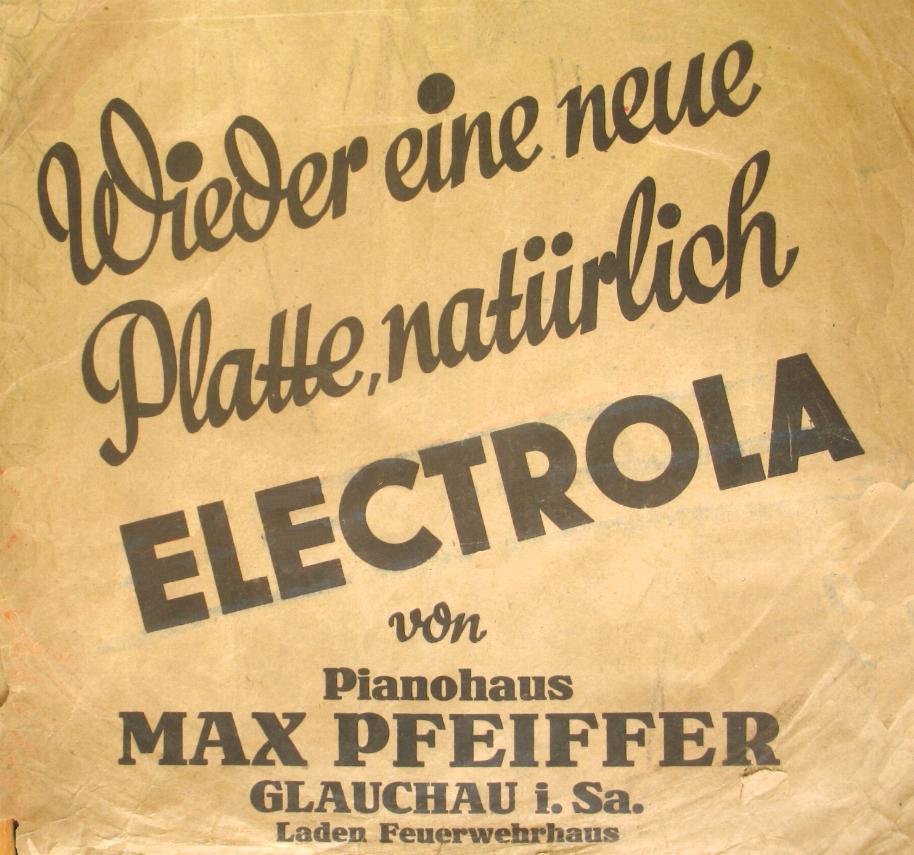 Wieder eine neue
Platte, natürlich
ELECTROLA
von
Pianohaus
MAX PFEIFFER
GLAUCHAU i. Sa.
Laden Feuerwehrhaus